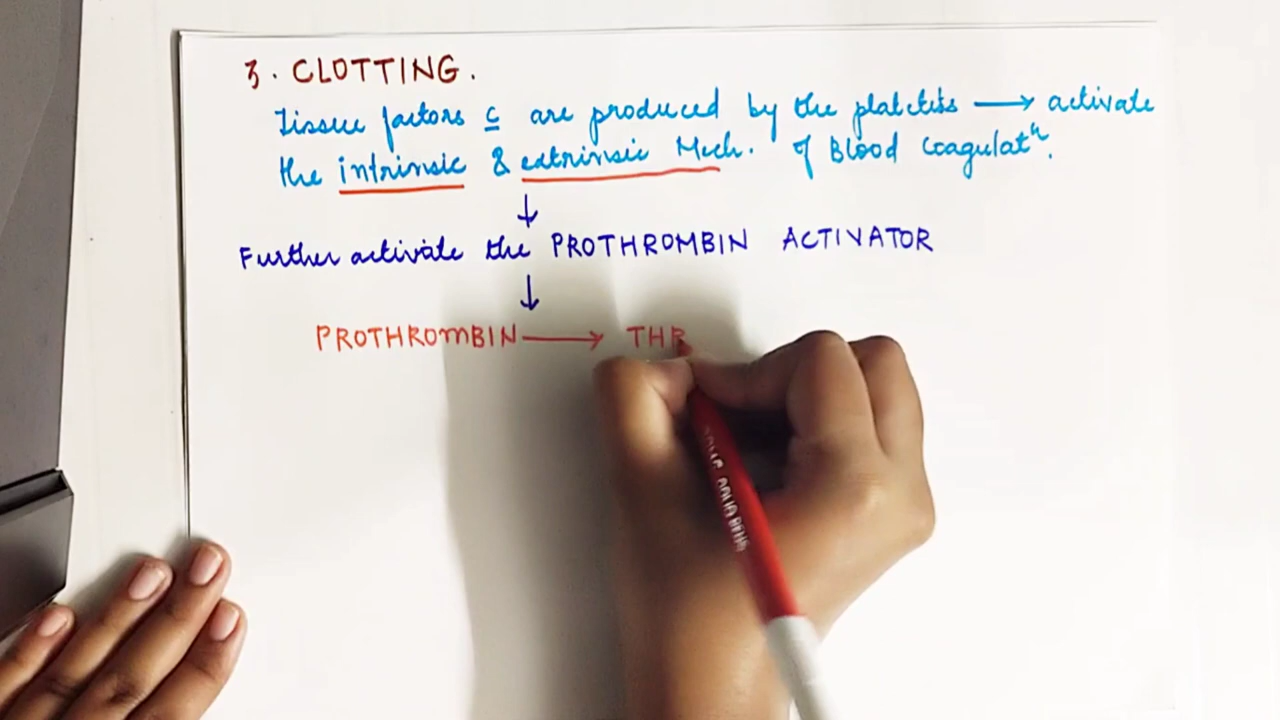 3. CLOTTING.
Tissue factors c̲ are produced by the platelets ⟶ activate
the intrinsic & extrinsic Mech. of Blood Coagulatⁿ.
↓
Further activate the PROTHROMBIN ACTIVATOR
↓
PROTHROMBIN ⟶ THR